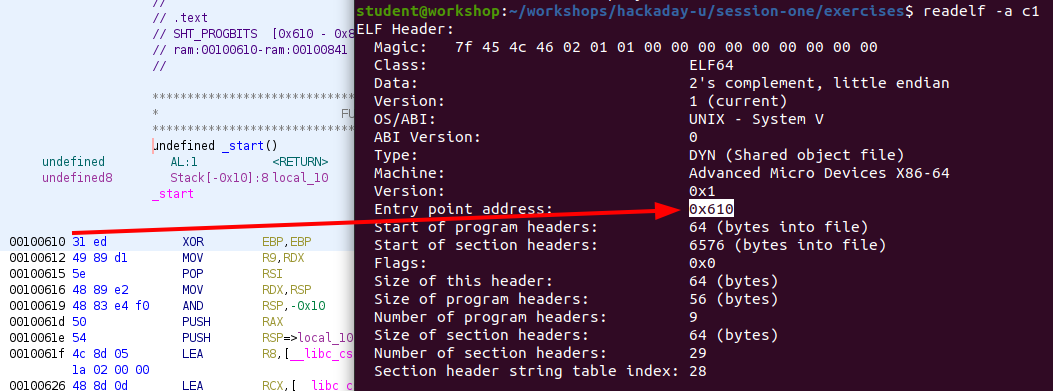 //
// .text
// SHT_PROGBITS  [0x610 - 0x8
// ram:00100610-ram:00100841
//
*****************************
*                          FU
*****************************
undefined _start()
undefined         AL:1           <RETURN>
undefined8        Stack[-0x10]:8 local_10
_start
00100610 31 ed           XOR        EBP,EBP
00100612 49 89 d1        MOV        R9,RDX
00100615 5e              POP        RSI
00100616 48 89 e2        MOV        RDX,RSP
00100619 48 83 e4 f0     AND        RSP,-0x10
0010061d 50              PUSH       RAX
0010061e 54              PUSH       RSP=>local_10
0010061f 4c 8d 05        LEA        R8,[__libc_cs
1a 02 00 00
00100626 48 8d 0d        LEA        RCX,[__libc_c
student@workshop:~/workshops/hackaday-u/session-one/exercises$ readelf -a c1
ELF Header:
  Magic:   7f 45 4c 46 02 01 01 00 00 00 00 00 00 00 00 00
  Class:                             ELF64
  Data:                              2's complement, little endian
  Version:                           1 (current)
  OS/ABI:                            UNIX - System V
  ABI Version:                       0
  Type:                              DYN (Shared object file)
  Machine:                           Advanced Micro Devices X86-64
  Version:                           0x1
  Entry point address:               0x610
  Start of program headers:          64 (bytes into file)
  Start of section headers:          6576 (bytes into file)
  Flags:                             0x0
  Size of this header:               64 (bytes)
  Size of program headers:           56 (bytes)
  Number of program headers:         9
  Size of section headers:           64 (bytes)
  Number of section headers:         29
  Section header string table index: 28